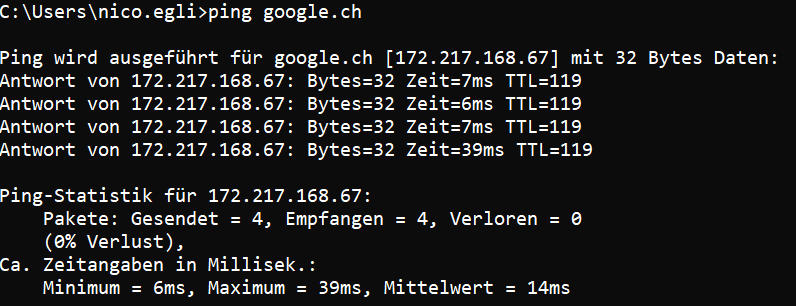 C:\Users\nico.egli>ping google.ch
Ping wird ausgeführt für google.ch [172.217.168.67] mit 32 Bytes Daten:
Antwort von 172.217.168.67: Bytes=32 Zeit=7ms TTL=119
Antwort von 172.217.168.67: Bytes=32 Zeit=6ms TTL=119
Antwort von 172.217.168.67: Bytes=32 Zeit=7ms TTL=119
Antwort von 172.217.168.67: Bytes=32 Zeit=39ms TTL=119
Ping-Statistik für 172.217.168.67:
    Pakete: Gesendet = 4, Empfangen = 4, Verloren = 0
    (0% Verlust),
Ca. Zeitangaben in Millisek.:
    Minimum = 6ms, Maximum = 39ms, Mittelwert = 14ms